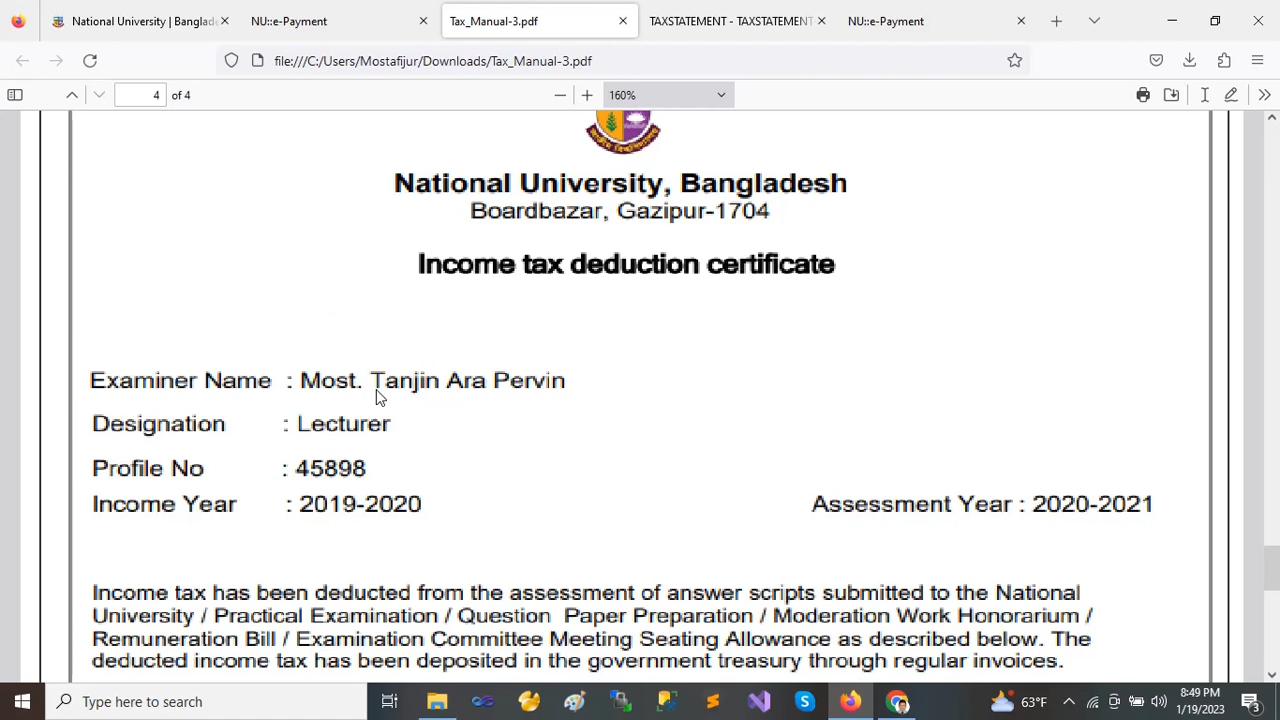 National University | Banglade
NU::e-Payment
Tax_Manual-3.pdf
TAXSTATEMENT - TAXSTATEMENT
NU::e-Payment
file:///C:/Users/Mostafijur/Downloads/Tax_Manual-3.pdf
4 of 4
160%
National University, Bangladesh
Boardbazar, Gazipur-1704
Income tax deduction certificate
Examiner Name : Most. Tanjin Ara Pervin
Designation : Lecturer
Profile No : 45898
Income Year : 2019-2020
Assessment Year : 2020-2021
Income tax has been deducted from the assessment of answer scripts submitted to the National
University / Practical Examination / Question Paper Preparation / Moderation Work Honorarium /
Remuneration Bill / Examination Committee Meeting Seating Allowance as described below. The
deducted income tax has been deposited in the government treasury through regular invoices.
Type here to search
63°F
8:49 PM
1/19/2023
3